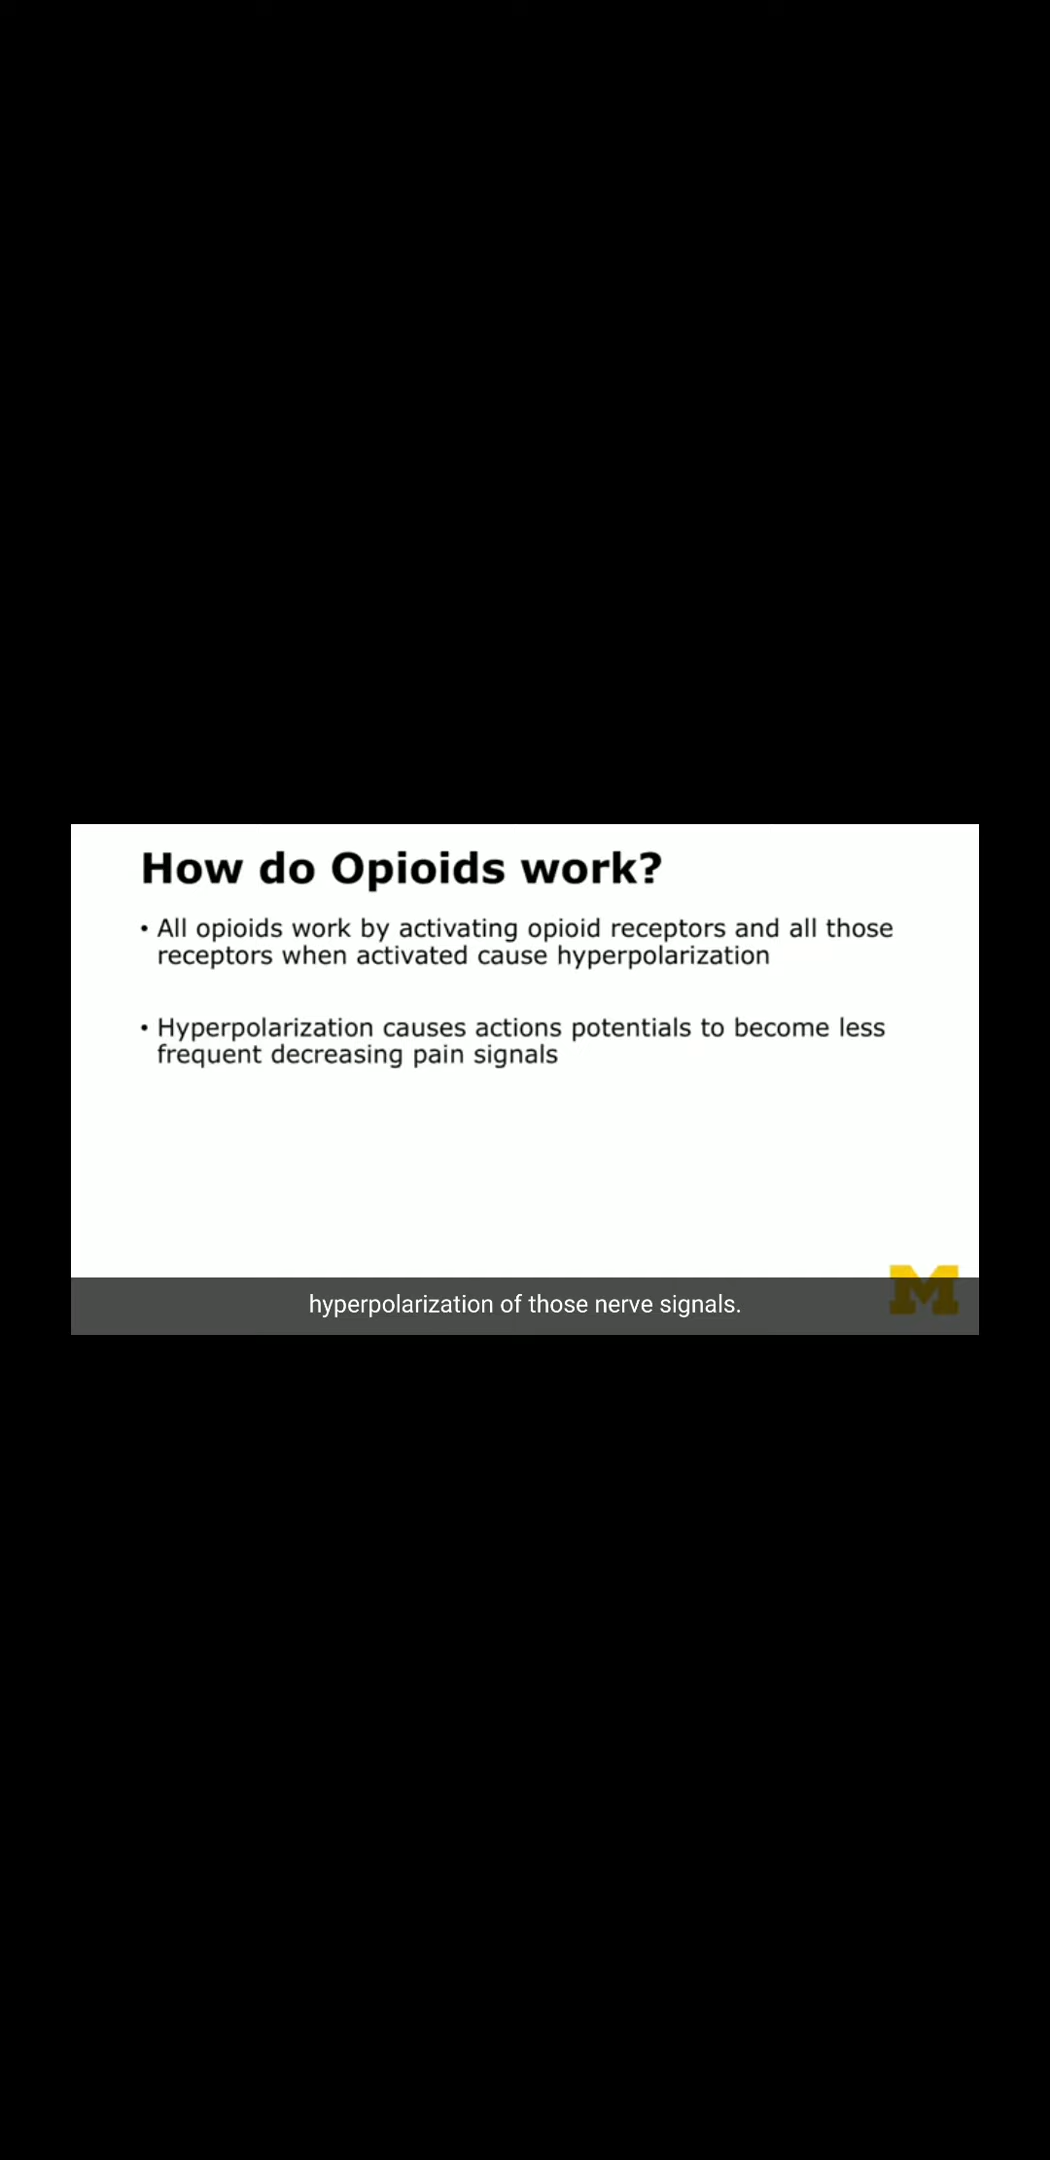 How do Opioids work?
• All opioids work by activating opioid receptors and all those
receptors when activated cause hyperpolarization
• Hyperpolarization causes actions potentials to become less
frequent decreasing pain signals
M
hyperpolarization of those nerve signals.